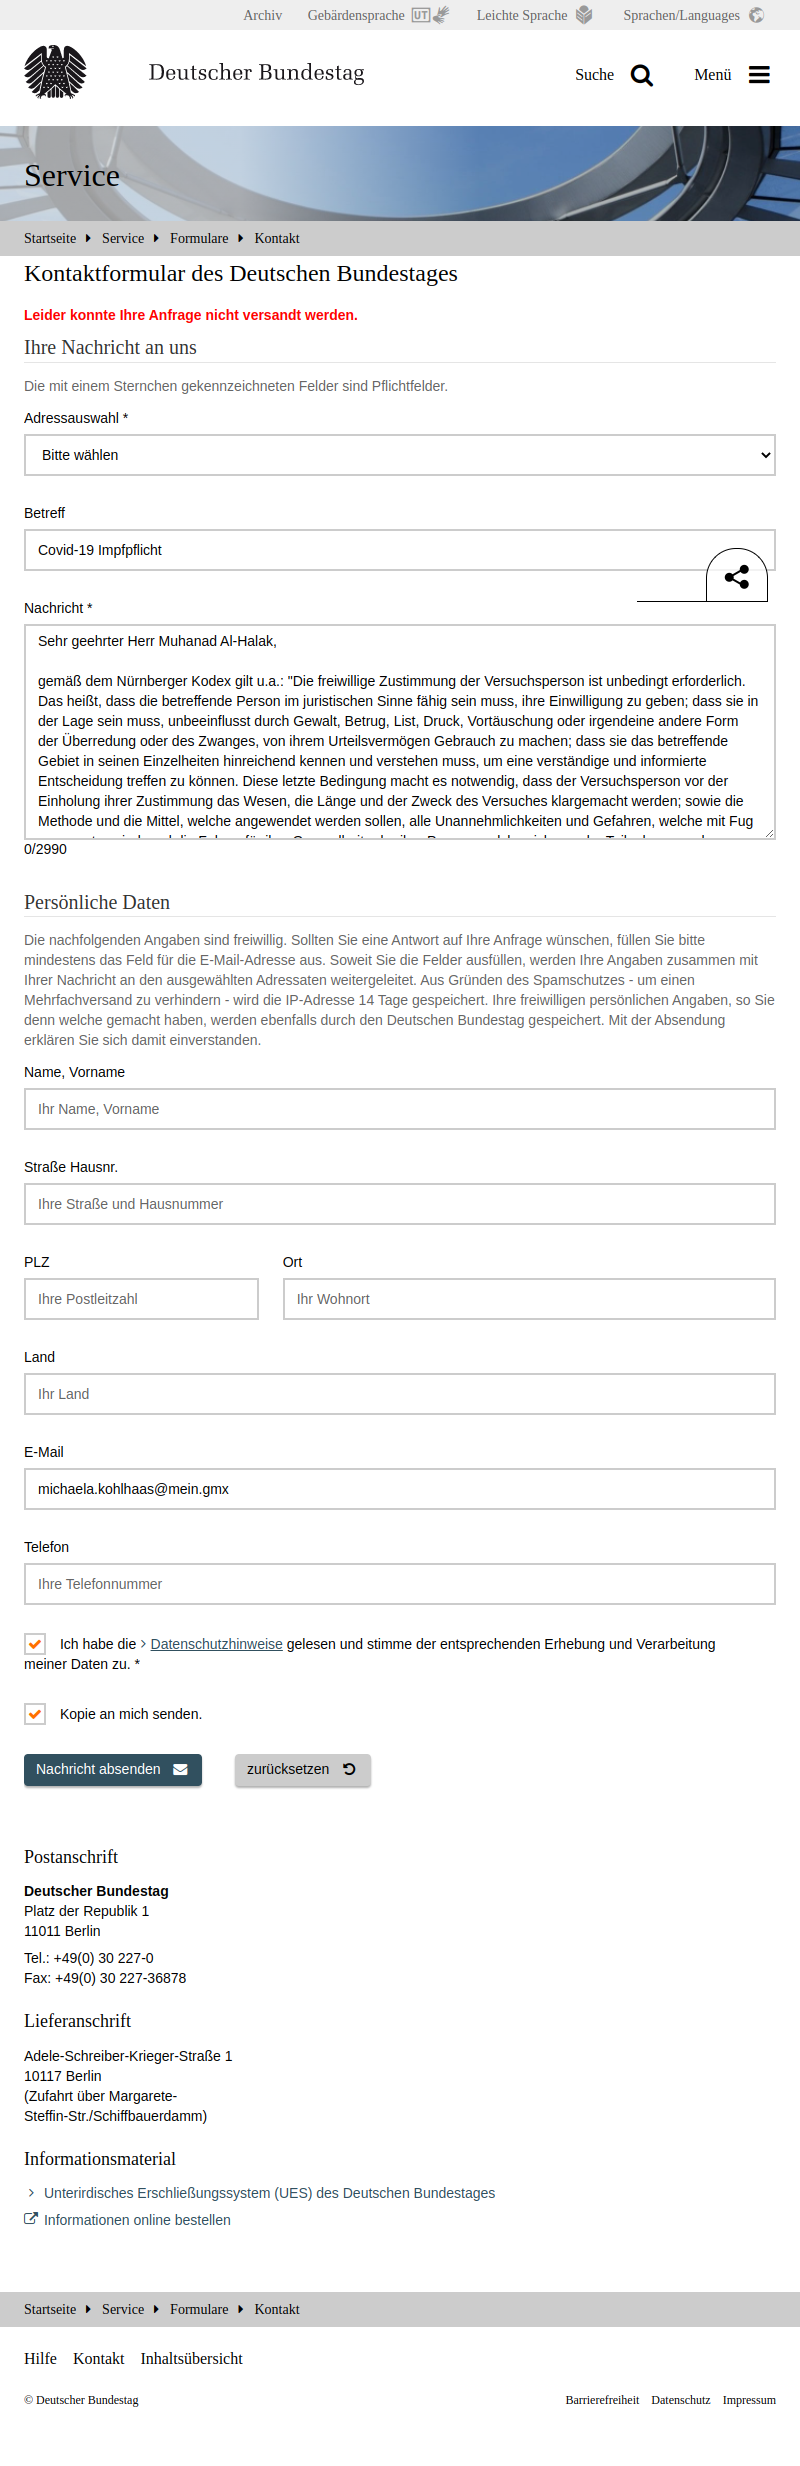 Archiv Gebärdensprache UT Leichte Sprache Sprachen/Languages
Deutscher Bundestag Suche Menü
Service
Startseite Service Formulare Kontakt
Kontaktformular des Deutschen Bundestages
Leider konnte Ihre Anfrage nicht versandt werden.
Ihre Nachricht an uns
Die mit einem Sternchen gekennzeichneten Felder sind Pflichtfelder.
Adressauswahl *
Bitte wählen
Betreff
Covid-19 Impfpflicht
Nachricht *
Sehr geehrter Herr Muhanad Al-Halak,
gemäß dem Nürnberger Kodex gilt u.a.: "Die freiwillige Zustimmung der Versuchsperson ist unbedingt erforderlich.
Das heißt, dass die betreffende Person im juristischen Sinne fähig sein muss, ihre Einwilligung zu geben; dass sie in
der Lage sein muss, unbeeinflusst durch Gewalt, Betrug, List, Druck, Vortäuschung oder irgendeine andere Form
der Überredung oder des Zwanges, von ihrem Urteilsvermögen Gebrauch zu machen; dass sie das betreffende
Gebiet in seinen Einzelheiten hinreichend kennen und verstehen muss, um eine verständige und informierte
Entscheidung treffen zu können. Diese letzte Bedingung macht es notwendig, dass der Versuchsperson vor der
Einholung ihrer Zustimmung das Wesen, die Länge und der Zweck des Versuches klargemacht werden; sowie die
Methode und die Mittel, welche angewendet werden sollen, alle Unannehmlichkeiten und Gefahren, welche mit Fug
0/2990
Persönliche Daten
Die nachfolgenden Angaben sind freiwillig. Sollten Sie eine Antwort auf Ihre Anfrage wünschen, füllen Sie bitte
mindestens das Feld für die E-Mail-Adresse aus. Soweit Sie die Felder ausfüllen, werden Ihre Angaben zusammen mit
Ihrer Nachricht an den ausgewählten Adressaten weitergeleitet. Aus Gründen des Spamschutzes - um einen
Mehrfachversand zu verhindern - wird die IP-Adresse 14 Tage gespeichert. Ihre freiwilligen persönlichen Angaben, so Sie
denn welche gemacht haben, werden ebenfalls durch den Deutschen Bundestag gespeichert. Mit der Absendung
erklären Sie sich damit einverstanden.
Name, Vorname
Ihr Name, Vorname
Straße Hausnr.
Ihre Straße und Hausnummer
PLZ Ort
Ihre Postleitzahl Ihr Wohnort
Land
Ihr Land
E-Mail
michaela.kohlhaas@mein.gmx
Telefon
Ihre Telefonnummer
Ich habe die Datenschutzhinweise gelesen und stimme der entsprechenden Erhebung und Verarbeitung
meiner Daten zu. *
Kopie an mich senden.
Nachricht absenden zurücksetzen
Postanschrift
Deutscher Bundestag
Platz der Republik 1
11011 Berlin
Tel.: +49(0) 30 227-0
Fax: +49(0) 30 227-36878
Lieferanschrift
Adele-Schreiber-Krieger-Straße 1
10117 Berlin
(Zufahrt über Margarete-
Steffin-Str./Schiffbauerdamm)
Informationsmaterial
Unterirdisches Erschließungssystem (UES) des Deutschen Bundestages
Informationen online bestellen
Startseite Service Formulare Kontakt
Hilfe Kontakt Inhaltsübersicht
© Deutscher Bundestag Barrierefreiheit Datenschutz Impressum